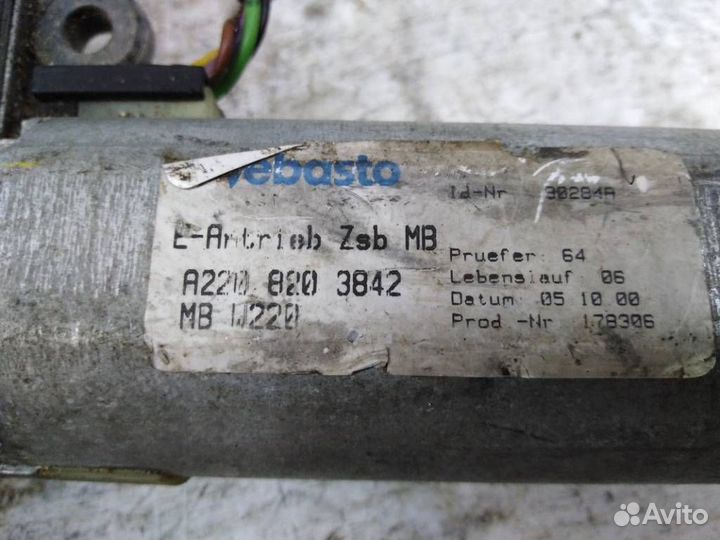 Webasto
Id-Nr 30284A
E-Antrieb Zsb MB
Pruefer 64
A220 820 3842
Lebenslauf 06
Datum 05 10 00
MB W220
Prod -Nr 178306
Avito